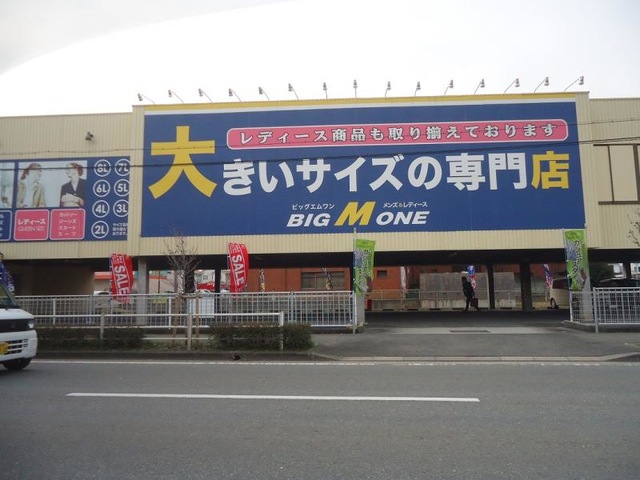 レディース商品も取り揃えております
大きいサイズの専門店
ビッグエムワン
メンズ&レディース
BIG M ONE
8L 7L
6L 5L
4L 3L
2L
レディース
QUEEN SIZE
SALE
SALE